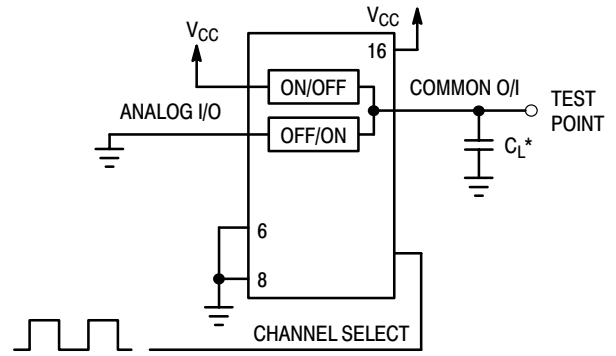 VCC
VCC
16
ON/OFF
COMMON O/I
TEST
POINT
ANALOG I/O
OFF/ON
CL*
6
8
CHANNEL SELECT